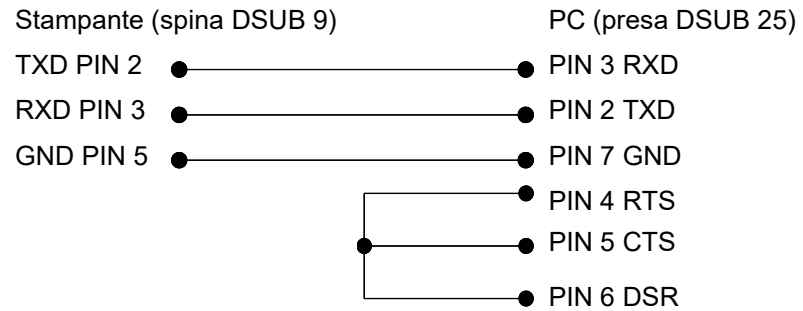 Stampante (spina DSUB 9) PC (presa DSUB 25)
TXD PIN 2 PIN 3 RXD
RXD PIN 3 PIN 2 TXD
GND PIN 5 PIN 7 GND
PIN 4 RTS
PIN 5 CTS
PIN 6 DSR